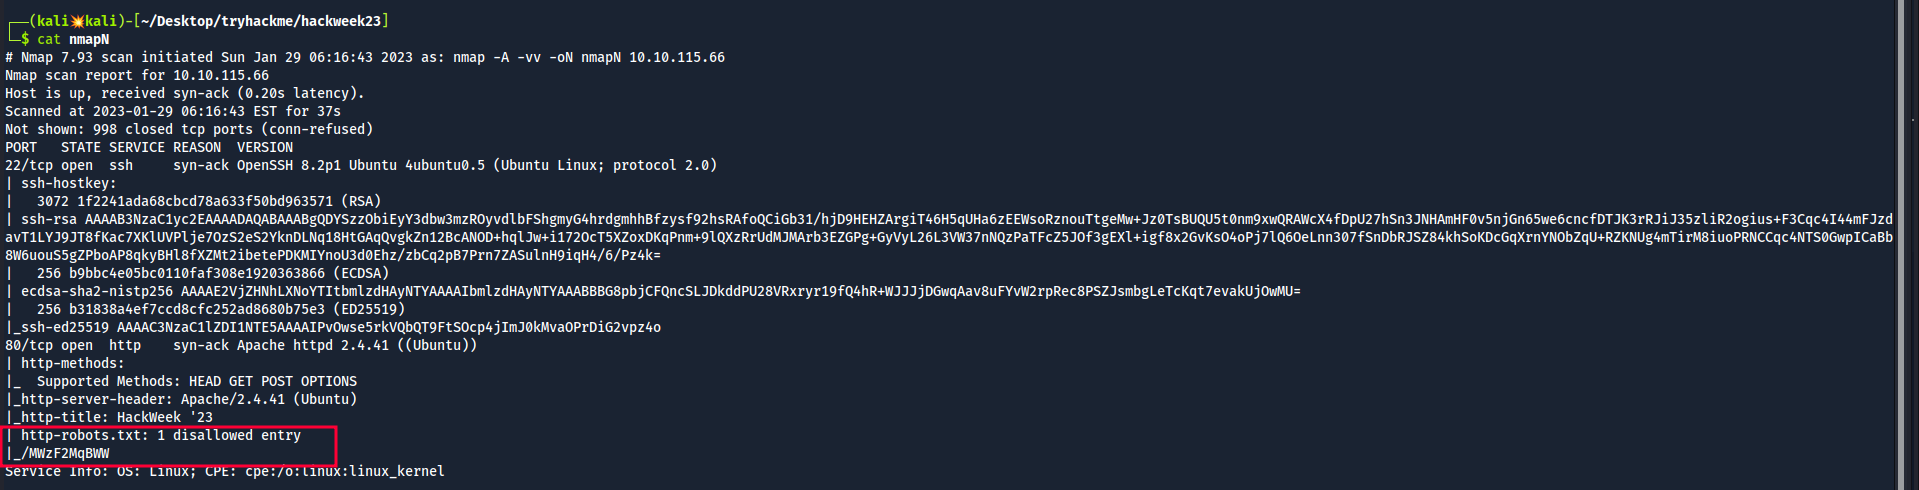 ┌──(kali💥kali)-[~/Desktop/tryhackme/hackweek23]
└─$ cat nmapN
# Nmap 7.93 scan initiated Sun Jan 29 06:16:43 2023 as: nmap -A -vv -oN nmapN 10.10.115.66
Nmap scan report for 10.10.115.66
Host is up, received syn-ack (0.20s latency).
Scanned at 2023-01-29 06:16:43 EST for 37s
Not shown: 998 closed tcp ports (conn-refused)
PORT   STATE SERVICE REASON  VERSION
22/tcp open  ssh     syn-ack OpenSSH 8.2p1 Ubuntu 4ubuntu0.5 (Ubuntu Linux; protocol 2.0)
| ssh-hostkey:
|   3072 1f2241ada68cbcd78a633f50bd963571 (RSA)
| ssh-rsa AAAAB3NzaC1yc2EAAAADAQABAAABgQDYSzzObiEyY3dbw3mzROyvdlbFShgmyG4hrdgmhhBfzysf92hsRAfoQCiGb31/hjD9HEHZArgiT46H5qUHa6zEEWsoRznouTtgeMw+Jz0TsBUQU5t0nm9xwQRAWcX4fDpU27hSn3JNHAmHF0v5njGn65we6cncfDTJK3rRJiJ35zliR2ogius+F3Cqc4I44mFJzd
avT1LYJ9JT8fKac7XKlUVPlje7OzS2eS2YknDLNq18HtGAqQvgkZn12BcANOD+hqlJw+i172OcT5XZoxDKqPnm+9lQXzRrUdMJMArb3EZGPg+GyVyL26L3VW37nNQzPaTFcZ5JOf3gEXl+igf8x2GvKsO4oPj7lQ6OeLnn307fSnDbRJSZ84khSoKDcGqXrnYNObZqU+RZKNUg4mTirM8iuoPRNCCqc4NTS0GwpICaBb
8W6uouS5gZPboAP8qkyBHl8fXZMt2ibetePDKMIYnoU3d0Ehz/zbCq2pB7Prn7ZASulnH9iqH4/6/Pz4k=
|   256 b9bbc4e05bc0110faf308e1920363866 (ECDSA)
| ecdsa-sha2-nistp256 AAAAE2VjZHNhLXNoYTItbmlzdHAyNTYAAAAIbmlzdHAyNTYAAABBBG8pbjCFQncSLJDkddPU28VRxryr19fQ4hR+WJJJjDGwqAav8uFYvW2rpRec8PSZJsmbgLeTcKqt7evakUjOwMU=
|   256 b31838a4ef7ccd8cfc252ad8680b75e3 (ED25519)
|_ssh-ed25519 AAAAC3NzaC1lZDI1NTE5AAAAIPvOwse5rkVQbQT9FtSOcp4jImJ0kMvaOPrDiG2vpz4o
80/tcp open  http    syn-ack Apache httpd 2.4.41 ((Ubuntu))
| http-methods:
|_  Supported Methods: HEAD GET POST OPTIONS
|_http-server-header: Apache/2.4.41 (Ubuntu)
|_http-title: HackWeek '23
| http-robots.txt: 1 disallowed entry
|_/MWzF2MqBWW
Service Info: OS: Linux; CPE: cpe:/o:linux:linux_kernel